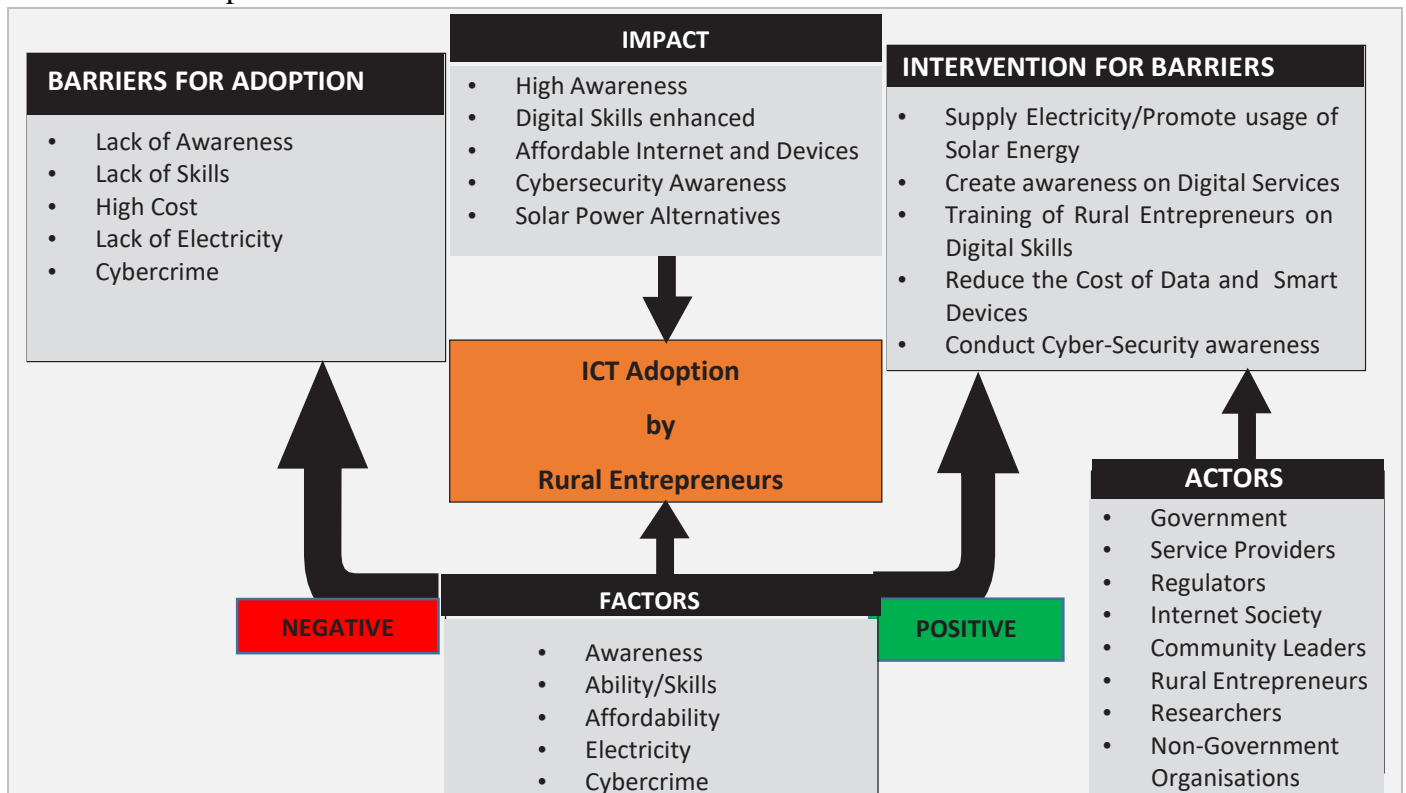 IMPACT
• High Awareness
• Digital Skills enhanced
• Affordable Internet and Devices
• Cybersecurity Awareness
• Solar Power Alternatives
BARRIERS FOR ADOPTION
• Lack of Awareness
• Lack of Skills
• High Cost
• Lack of Electricity
• Cybercrime
INTERVENTION FOR BARRIERS
• Supply Electricity/Promote usage of
Solar Energy
• Create awareness on Digital Services
• Training of Rural Entrepreneurs on
Digital Skills
• Reduce the Cost of Data and Smart
Devices
• Conduct Cyber-Security awareness
ICT Adoption
by
Rural Entrepreneurs
ACTORS
• Government
• Service Providers
• Regulators
• Internet Society
• Community Leaders
• Rural Entrepreneurs
• Researchers
• Non-Government
Organisations
NEGATIVE
FACTORS
• Awareness
• Ability/Skills
• Affordability
• Electricity
• Cybercrime
POSITIVE